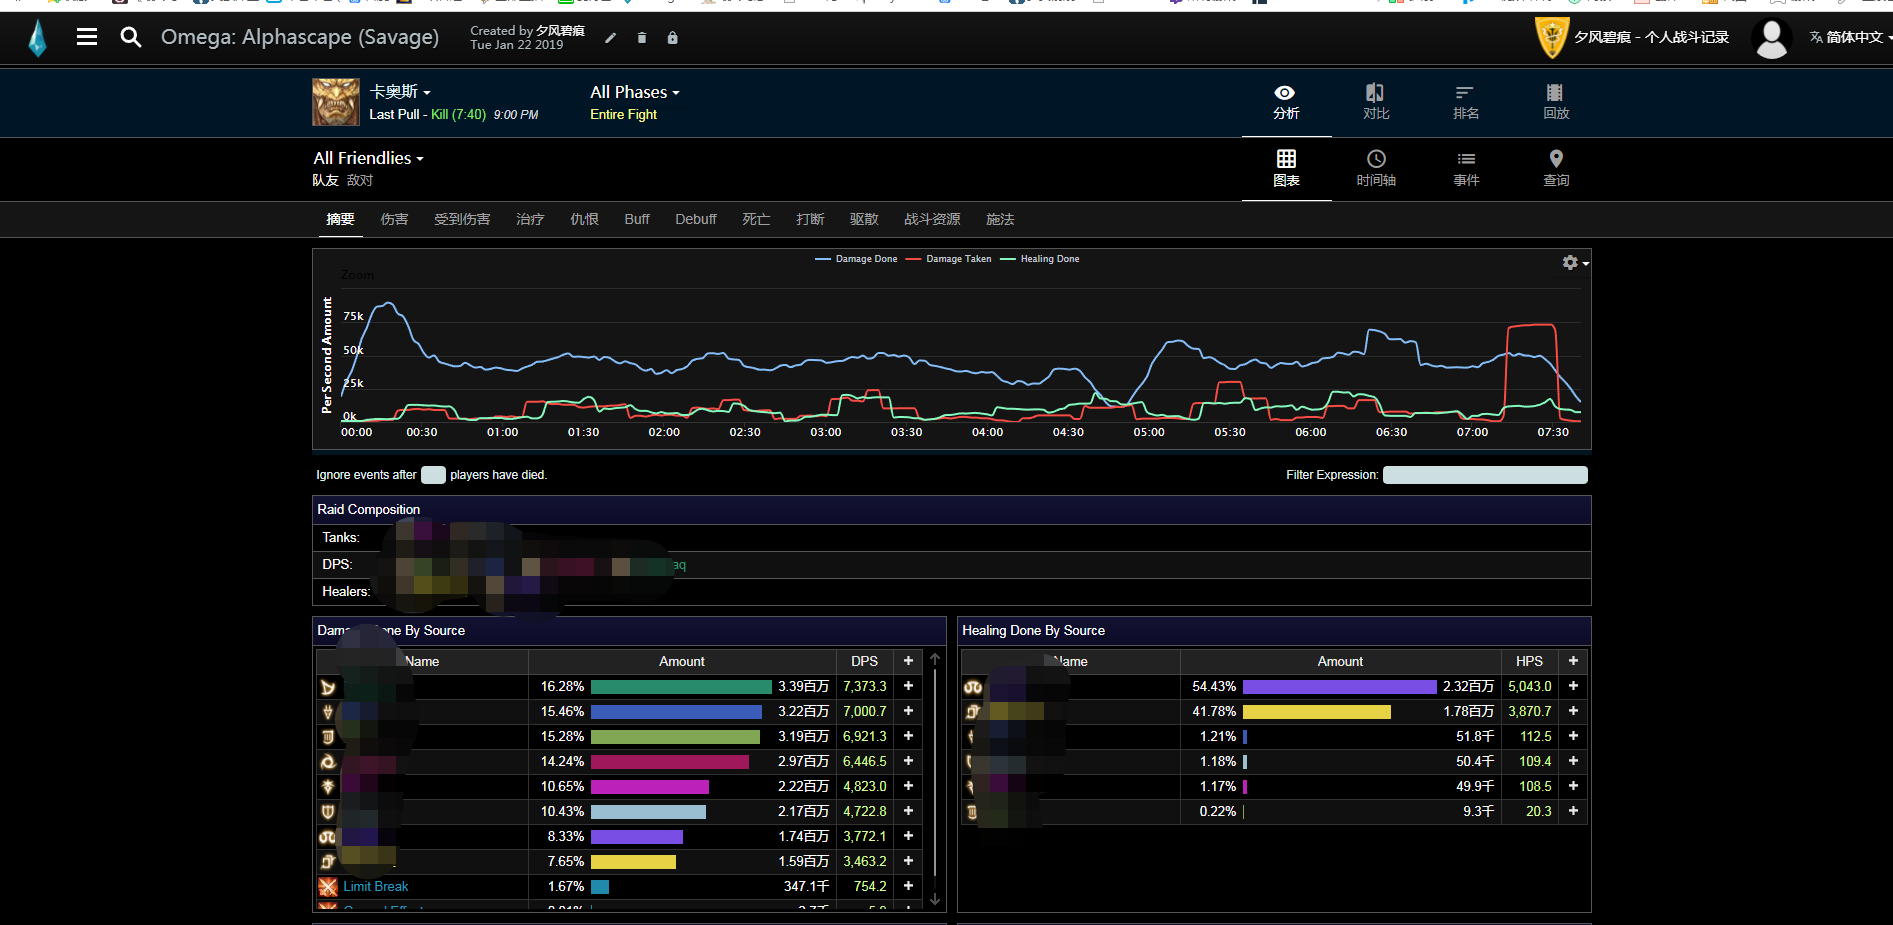 Omega: Alphascape (Savage)
Created by 夕风碧痕
Tue Jan 22 2019
夕风碧痕 - 个人战斗记录
简体中文
卡奥斯
Last Pull - Kill (7:40) 9:00 PM
All Phases
Entire Fight
分析
对比
排名
回放
All Friendlies
队友 敌对
图表
时间轴
事件
查询
摘要 伤害 受到伤害 治疗 仇恨 Buff Debuff 死亡 打断 驱散 战斗资源 施法
Damage Done Damage Taken Healing Done
Zoom
Per Second Amount
75k
50k
25k
0k
00:00 00:30 01:00 01:30 02:00 02:30 03:00 03:30 04:00 04:30 05:00 05:30 06:00 06:30 07:00 07:30
Ignore events after players have died.
Filter Expression:
Raid Composition
Tanks:
DPS: aq
Healers:
Dama one By Source
Name Amount DPS +
16.28% 3.39百万 7,373.3 +
15.46% 3.22百万 7,000.7 +
15.28% 3.19百万 6,921.3 +
14.24% 2.97百万 6,446.5 +
10.65% 2.22百万 4,823.0 +
10.43% 2.17百万 4,722.8 +
8.33% 1.74百万 3,772.1 +
7.65% 1.59百万 3,463.2 +
Limit Break 1.67% 347.1千 754.2 +
Healing Done By Source
Name Amount HPS +
54.43% 2.32百万 5,043.0 +
41.78% 1.78百万 3,870.7 +
1.21% 51.8千 112.5 +
1.18% 50.4千 109.4 +
1.17% 49.9千 108.5 +
0.22% 9.3千 20.3 +